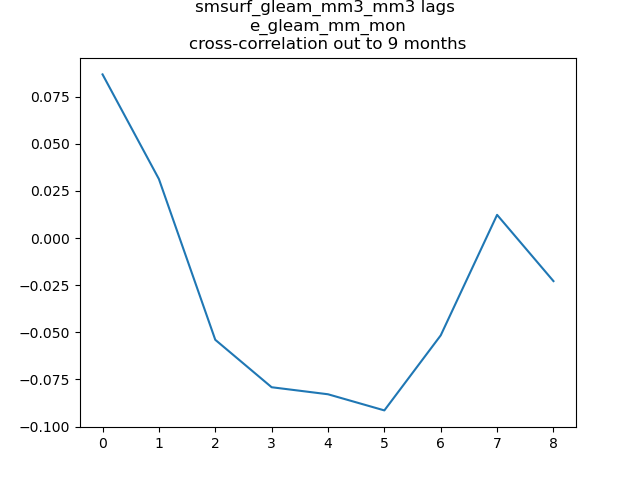 smsurf_gleam_mm3_mm3 lags
e_gleam_mm_mon
cross-correlation out to 9 months
0.075
0.050
0.025
0.000
−0.025
−0.050
−0.075
−0.100
0 1 2 3 4 5 6 7 8